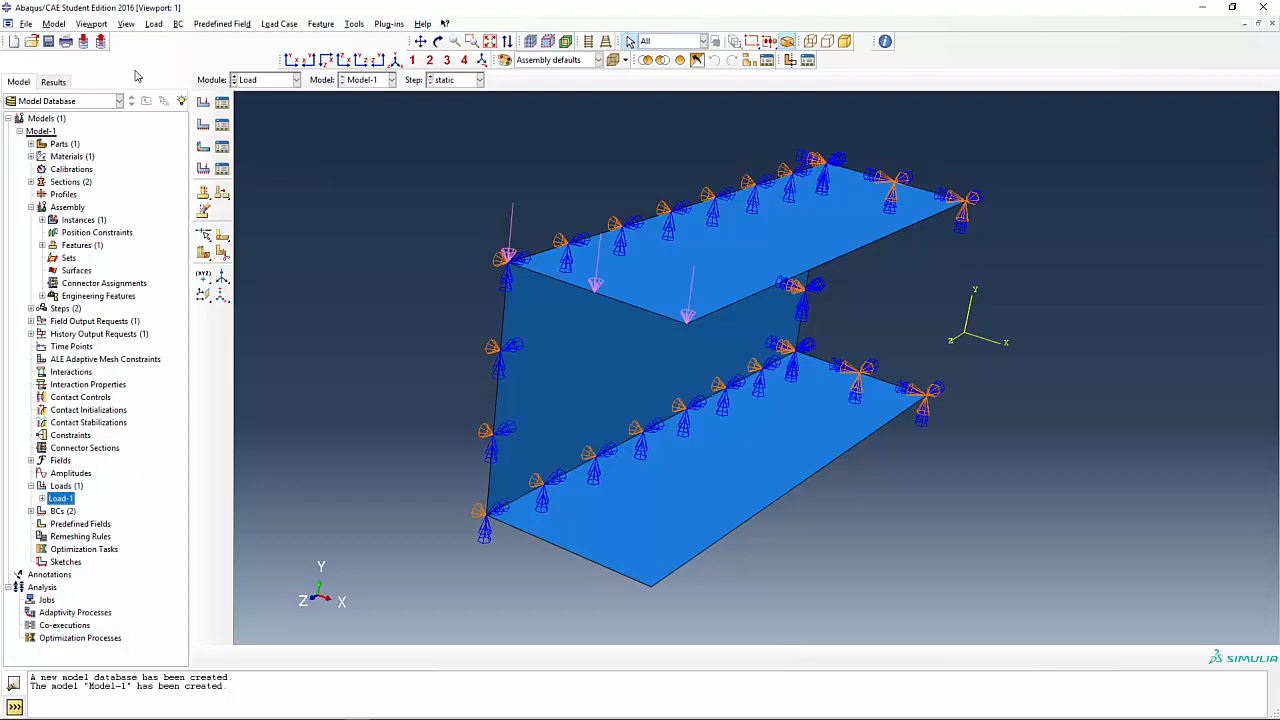 Abaqus/CAE Student Edition 2016 [Viewport: 1]
File Model Viewport View Load BC Predefined Field Load Case Feature Tools Plug-ins Help
All
1 2 3 4 Assembly defaults
Model Results Module: Load Model: Model-1 Step: static
Model Database
Models (1)
Model-1
Parts (1)
Materials (1)
Calibrations
Sections (2)
Profiles
Assembly
Instances (1)
Position Constraints
Features (1)
Sets
Surfaces
Connector Assignments
Engineering Features
Steps (2)
Field Output Requests (1)
History Output Requests (1)
Time Points
ALE Adaptive Mesh Constraints
Interactions
Interaction Properties
Contact Controls
Contact Initializations
Contact Stabilizations
Constraints
Connector Sections
Fields
Amplitudes
Loads (1)
Load-1
BCs (2)
Predefined Fields
Remeshing Rules
Optimization Tasks
Sketches
Annotations
Analysis
Jobs
Adaptivity Processes
Co-executions
Optimization Processes
(XYZ)
Y
Z X
Y
Z X
SIMULIA
A new model database has been created.
The model "Model-1" has been created.
>>>